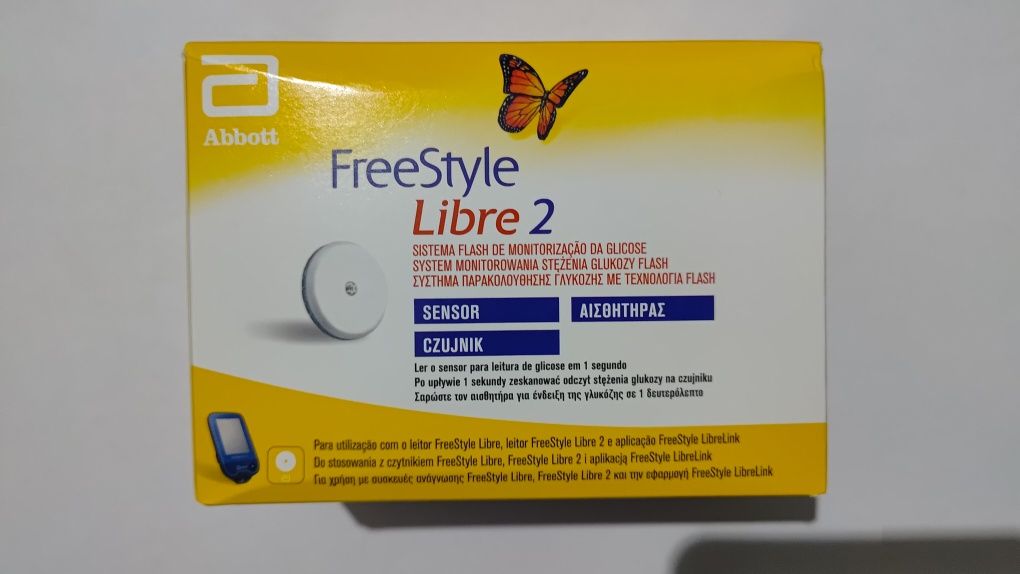 Abbott
FreeStyle
Libre 2
SISTEMA FLASH DE MONITORIZAÇÃO DA GLICOSE
SYSTEM MONITOROWANIA STĘŻENIA GLUKOZY FLASH
ΣΥΣΤΗΜΑ ΠΑΡΑΚΟΛΟΥΘΗΣΗΣ ΓΛΥΚΟΖΗΣ ΜΕ ΤΕΧΝΟΛΟΓΙΑ FLASH
SENSOR
ΑΙΣΘΗΤΗΡΑΣ
CZUJNIK
Ler o sensor para leitura de glicose em 1 segundo
Po upływie 1 sekundy zeskanować odczyt stężenia glukozy na czujniku
Σαρώστε τον αισθητήρα για ένδειξη της γλυκόζης σε 1 δευτερόλεπτο
Para utilização com o leitor FreeStyle Libre, leitor FreeStyle Libre 2 e aplicação FreeStyle LibreLink
Do stosowania z czytnikiem FreeStyle Libre, FreeStyle Libre 2 i aplikacją FreeStyle LibreLink
Για χρήση με συσκευές ανάγνωσης FreeStyle Libre, FreeStyle Libre 2 και την εφαρμογή FreeStyle LibreLink